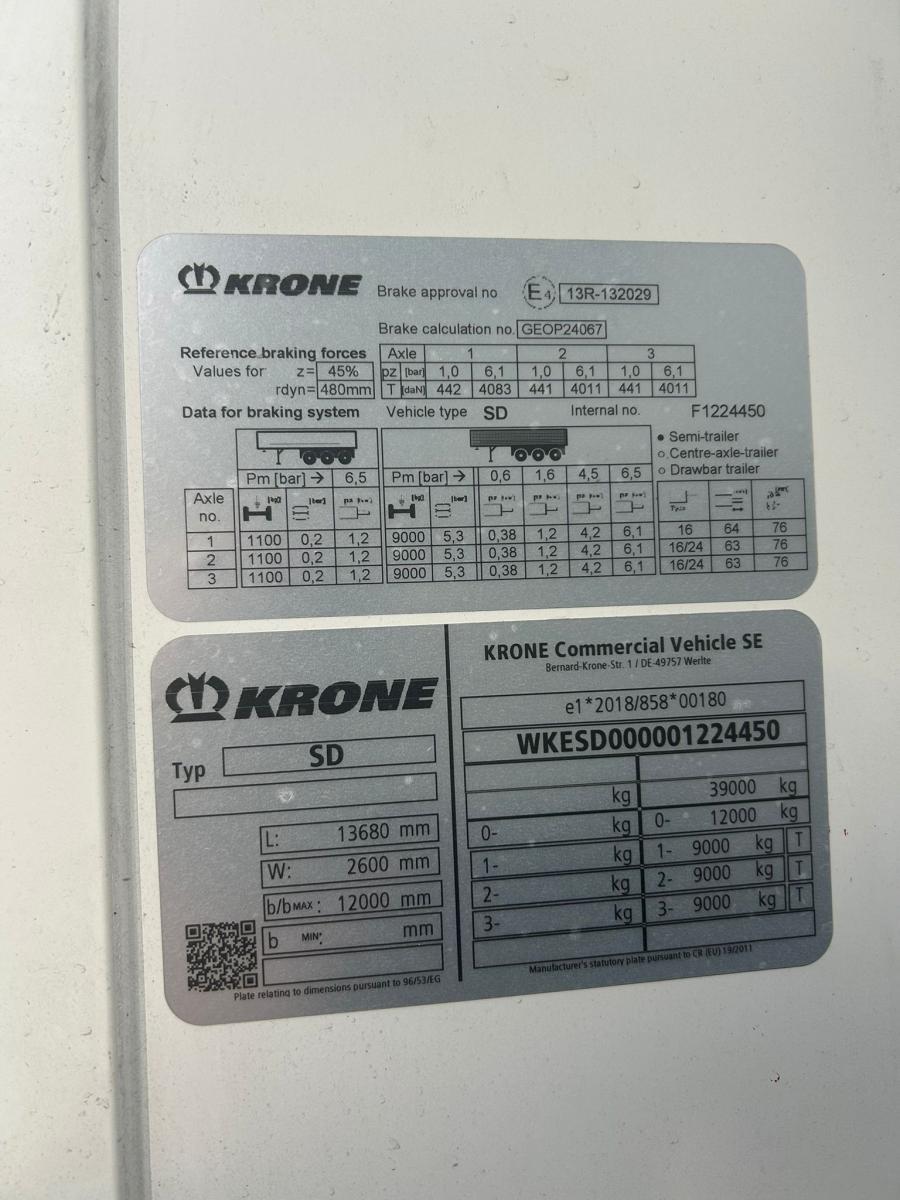 KRONE Brake approval no E4 13R-132029
Brake calculation no. GEOP24067
Reference braking forces Axle 1 2 3
Values for z= 45% pz [bar] 1,0 6,1 1,0 6,1 1,0 6,1
rdyn= 480mm T [daN] 442 4083 441 4011 441 4011
Data for braking system Vehicle type SD Internal no. F1224450
• Semi-trailer
○ Centre-axle-trailer
○ Drawbar trailer
Pm [bar] → 6,5 Pm [bar] → 0,6 1,6 4,5 6,5
Axle no. [kg] [bar] [kg] [bar]
1 1100 0,2 1,2 9000 5,3 0,38 1,2 4,2 6,1 16 64 76
2 1100 0,2 1,2 9000 5,3 0,38 1,2 4,2 6,1 16/24 63 76
3 1100 0,2 1,2 9000 5,3 0,38 1,2 4,2 6,1 16/24 63 76
KRONE
Typ SD
L: 13680 mm
W: 2600 mm
b/bMAX: 12000 mm
b MIN: mm
Plate relating to dimensions pursuant to 96/53/EG
KRONE Commercial Vehicle SE
Bernard-Krone-Str. 1 / DE-49757 Werlte
e1*2018/858*00180
WKESD000001224450
kg 39000 kg
0- kg 0- 12000 kg
1- kg 1- 9000 kg T
2- kg 2- 9000 kg T
3- kg 3- 9000 kg T
Manufacturer's statutory plate pursuant to CR (EU) 19/2011